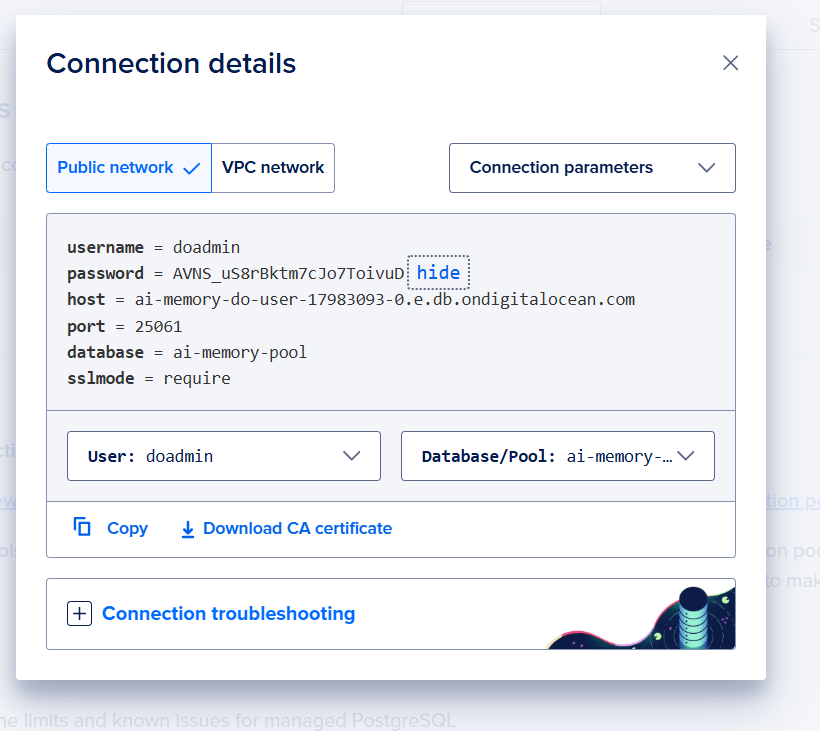 Connection details
Public network
VPC network
Connection parameters
username = doadmin
password = AVNS_uS8rBktm7cJo7ToivuD hide
host = ai-memory-do-user-17983093-0.e.db.ondigitalocean.com
port = 25061
database = ai-memory-pool
sslmode = require
User: doadmin
Database/Pool: ai-memory-…
Copy
Download CA certificate
Connection troubleshooting
limits and known issues for managed PostgreSQL